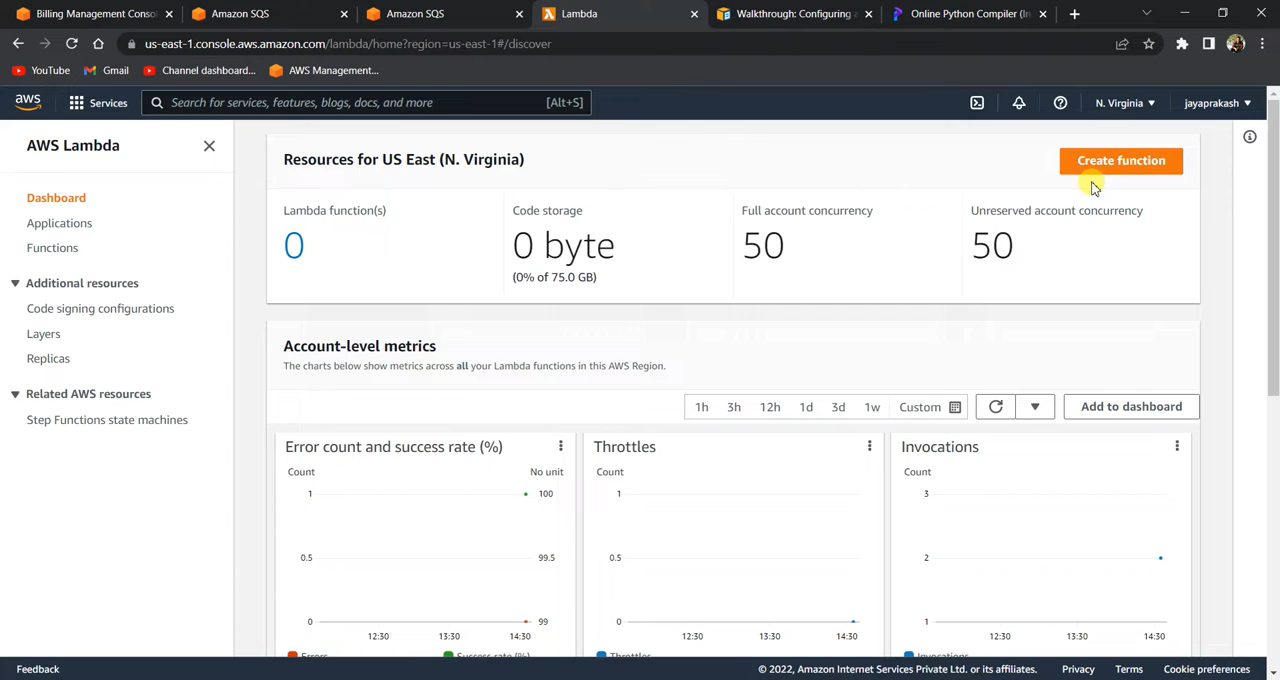 Billing Management Conso
Amazon SQS
Amazon SQS
Lambda
Walkthrough: Configuring a
Online Python Compiler (In
us-east-1.console.aws.amazon.com/lambda/home?region=us-east-1#/discover
YouTube
Gmail
Channel dashboard...
AWS Management...
aws
Services
Search for services, features, blogs, docs, and more
[Alt+S]
N. Virginia
jayaprakash
AWS Lambda
Dashboard
Applications
Functions
Additional resources
Code signing configurations
Layers
Replicas
Related AWS resources
Step Functions state machines
Resources for US East (N. Virginia)
Create function
Lambda function(s)
Code storage
Full account concurrency
Unreserved account concurrency
0
0 byte
50
50
(0% of 75.0 GB)
Account-level metrics
The charts below show metrics across all your Lambda functions in this AWS Region.
1h 3h 12h 1d 3d 1w Custom
Add to dashboard
Error count and success rate (%)
Count
No unit
1
100
0.5
99.5
0
99
12:30 13:30 14:30
Errors
Success rate (%)
Throttles
Count
1
0.5
0
12:30 13:30 14:30
Throttles
Invocations
Count
3
2
1
12:30 13:30 14:30
Invocations
Feedback
© 2022, Amazon Internet Services Private Ltd. or its affiliates.
Privacy
Terms
Cookie preferences